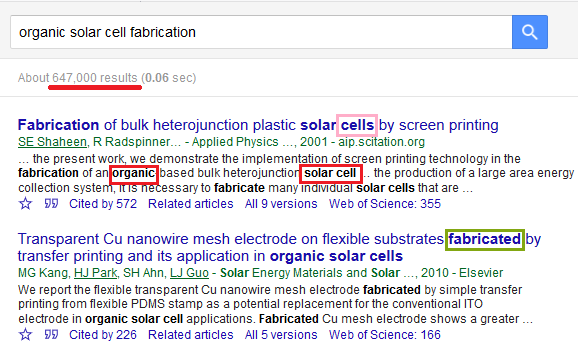 organic solar cell fabrication
About 647,000 results (0.06 sec)
Fabrication of bulk heterojunction plastic solar cells by screen printing
SE Shaheen, R Radspinner... - Applied Physics ..., 2001 - aip.scitation.org
... the present work, we demonstrate the implementation of screen printing technology in the
fabrication of an organic based bulk heterojunction solar cell ... the production of a large area energy
collection system, it is necessary to fabricate many individual solar cells that are ...
Cited by 572 Related articles All 9 versions Web of Science: 355
Transparent Cu nanowire mesh electrode on flexible substrates fabricated by
transfer printing and its application in organic solar cells
MG Kang, HJ Park, SH Ahn, LJ Guo - Solar Energy Materials and Solar ..., 2010 - Elsevier
We report the flexible transparent Cu nanowire mesh electrode fabricated by simple transfer
printing from flexible PDMS stamp as a potential replacement for the conventional ITO
electrode in organic solar cell applications. Fabricated Cu mesh electrode shows a greater ...
Cited by 226 Related articles All 5 versions Web of Science: 166